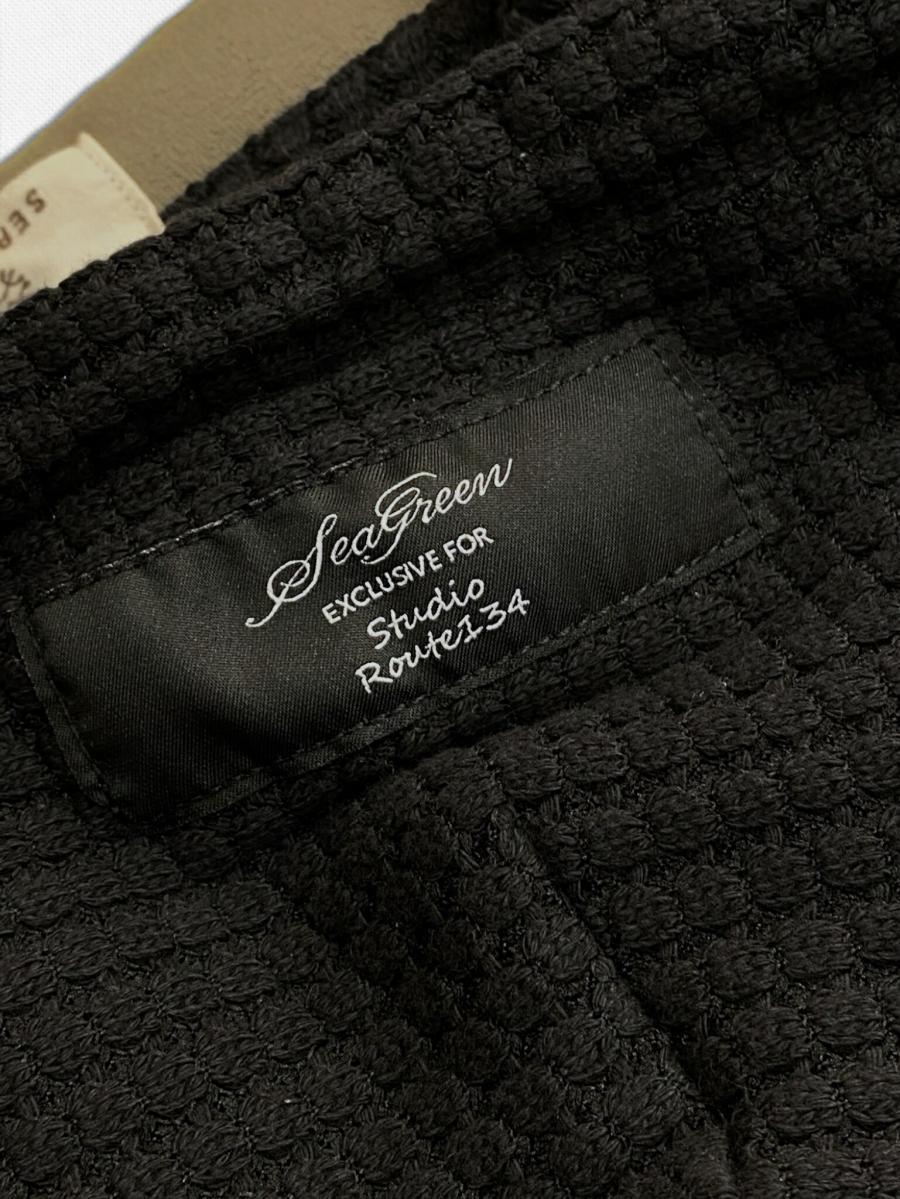 SeaGreen
EXCLUSIVE FOR
Studio
Route134